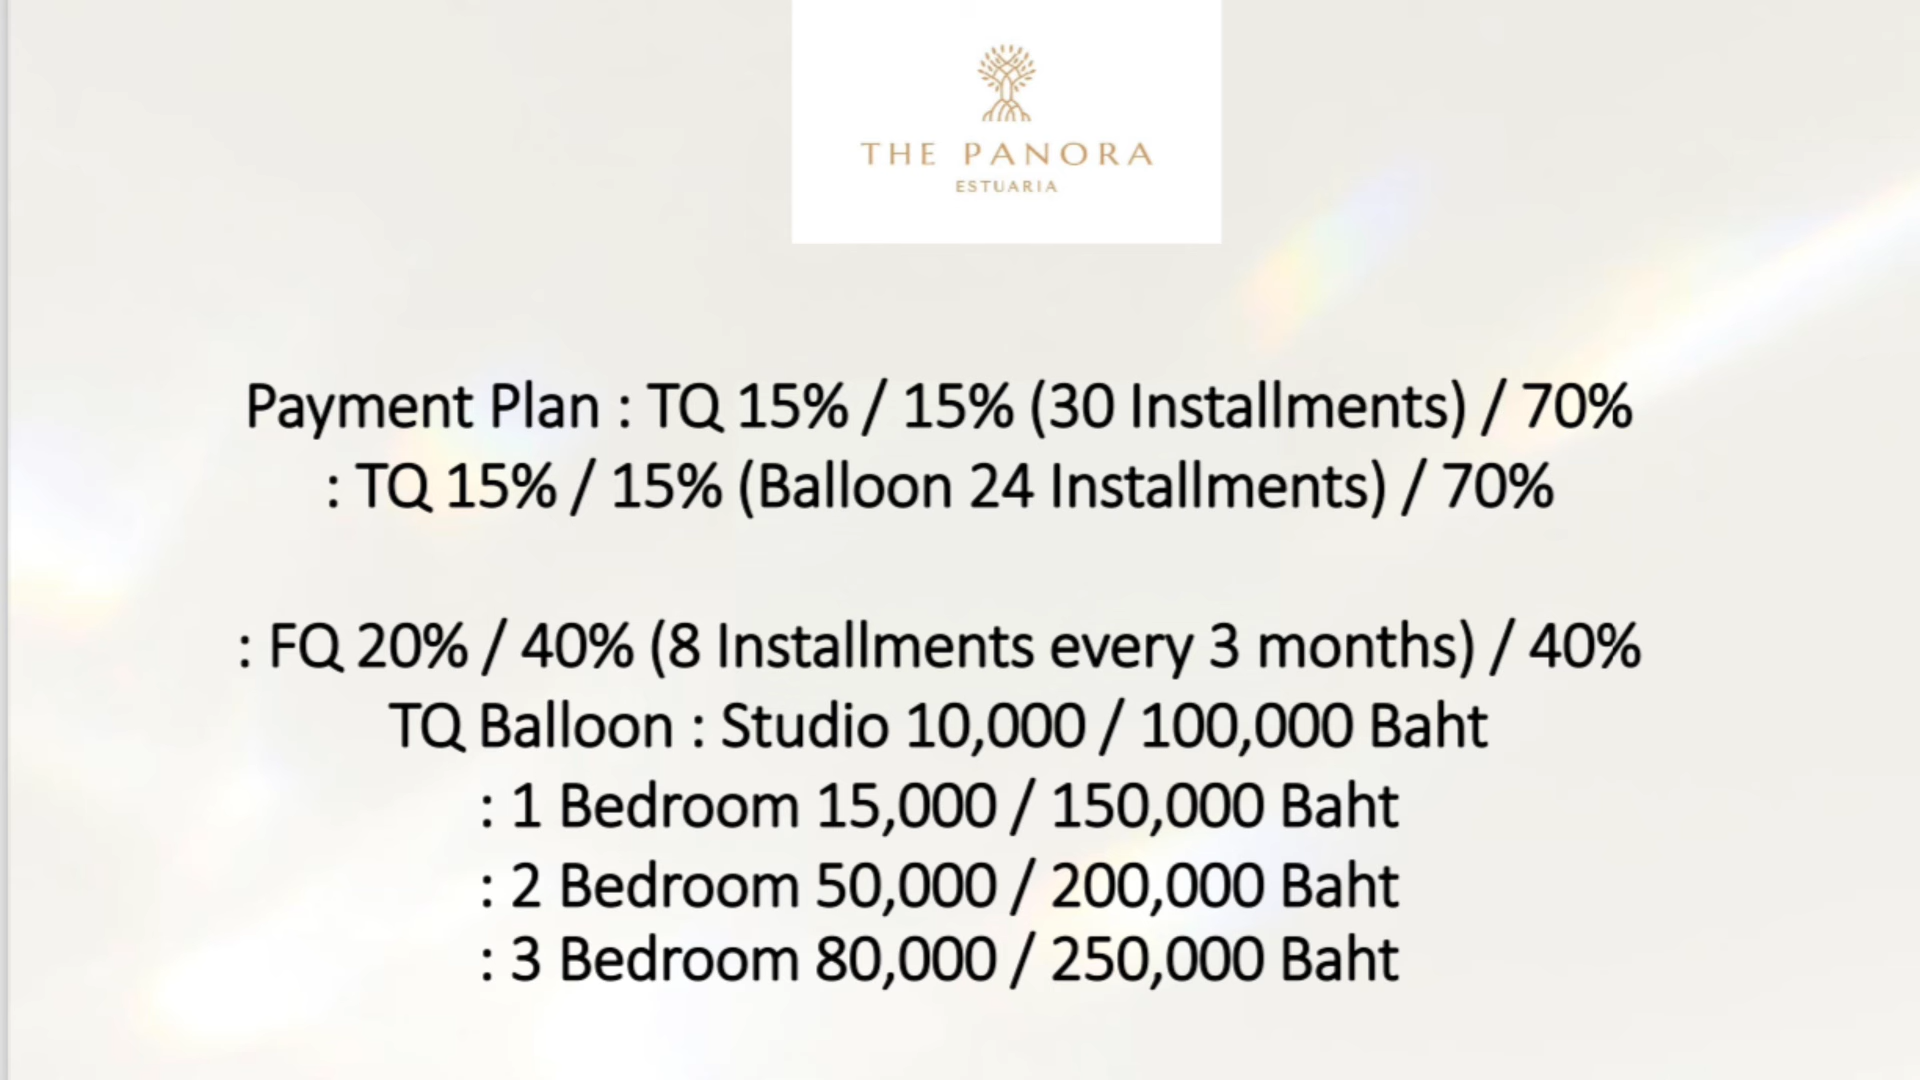 THE PANORA
ESTUARIA
Payment Plan : TQ 15% / 15% (30 Installments) / 70%
: TQ 15% / 15% (Balloon 24 Installments) / 70%
: FQ 20% / 40% (8 Installments every 3 months) / 40%
TQ Balloon : Studio 10,000 / 100,000 Baht
: 1 Bedroom 15,000 / 150,000 Baht
: 2 Bedroom 50,000 / 200,000 Baht
: 3 Bedroom 80,000 / 250,000 Baht